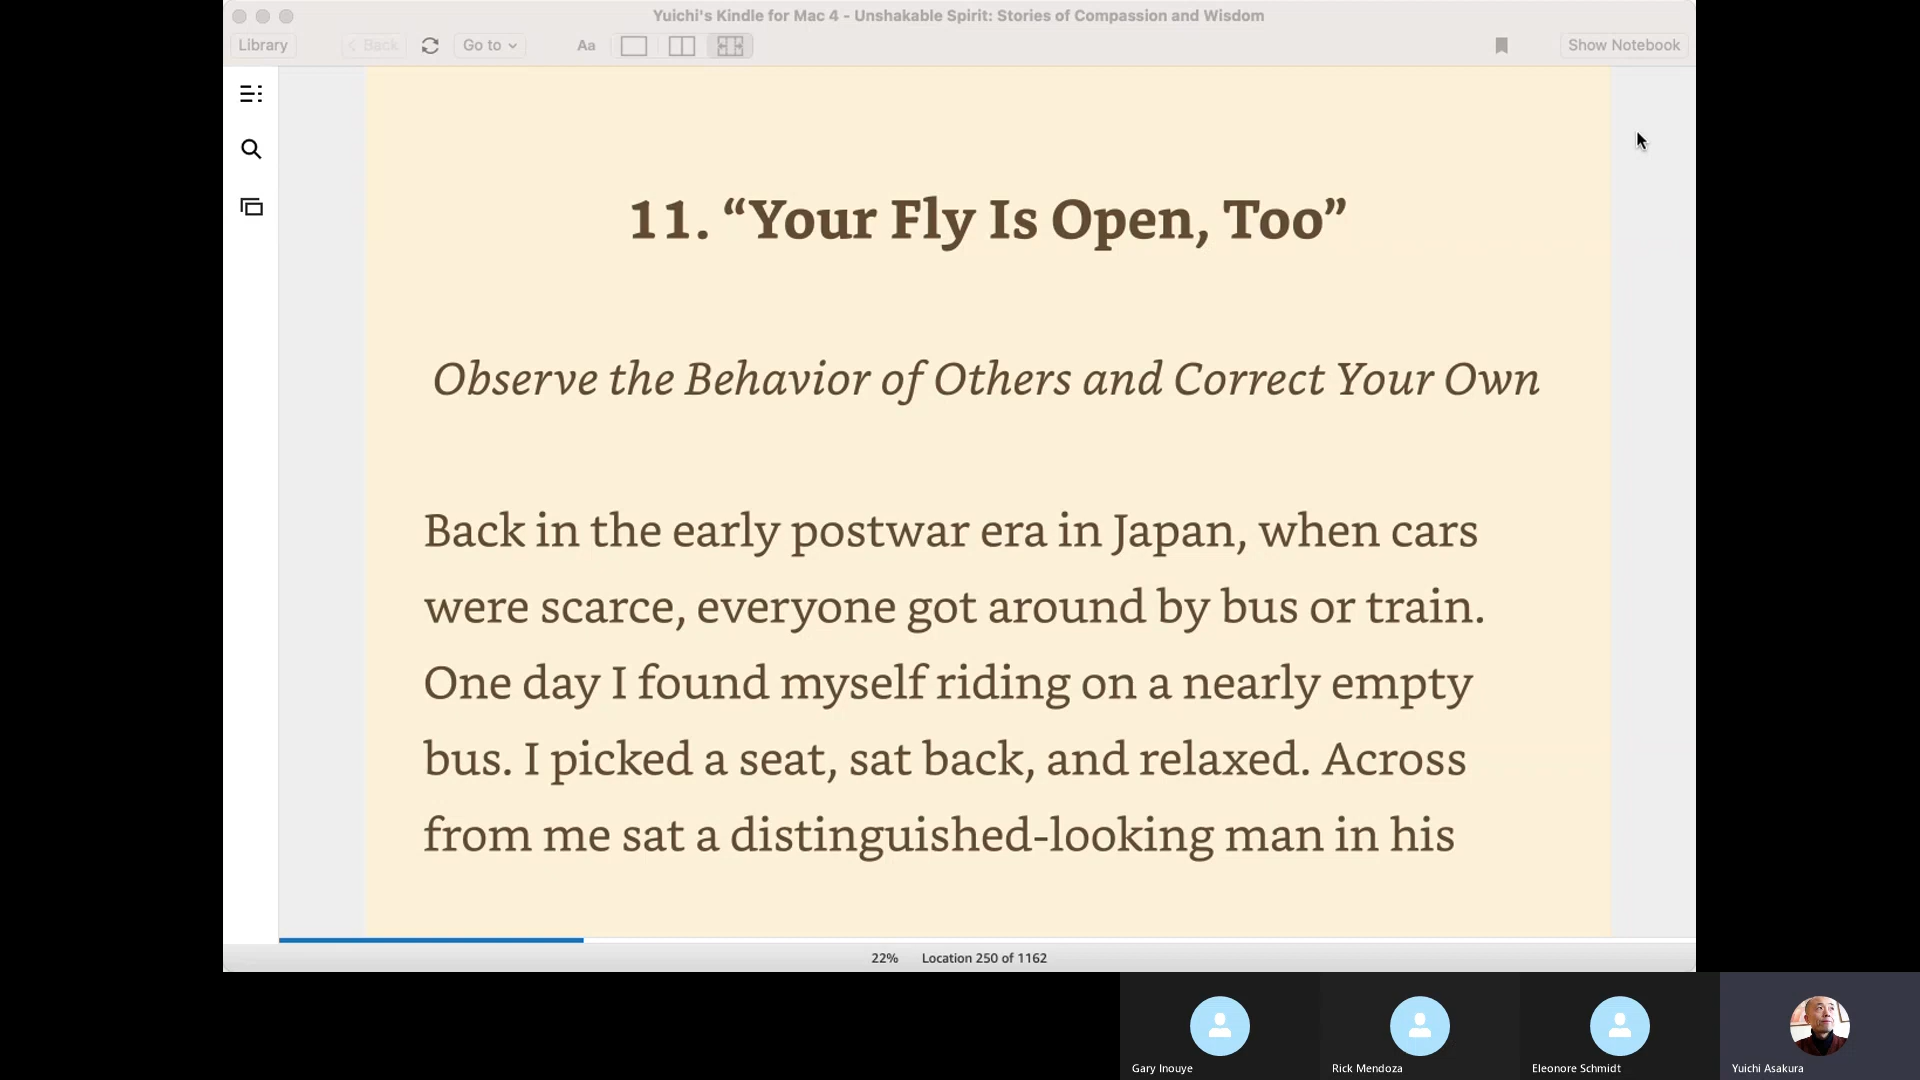 Yuichi's Kindle for Mac 4 - Unshakable Spirit: Stories of Compassion and Wisdom
Library
Back
Go to
Aa
Show Notebook
11. “Your Fly Is Open, Too”
Observe the Behavior of Others and Correct Your Own
Back in the early postwar era in Japan, when cars
were scarce, everyone got around by bus or train.
One day I found myself riding on a nearly empty
bus. I picked a seat, sat back, and relaxed. Across
from me sat a distinguished-looking man in his
22% Location 250 of 1162
Gary Inouye
Rick Mendoza
Eleonore Schmidt
Yuichi Asakura